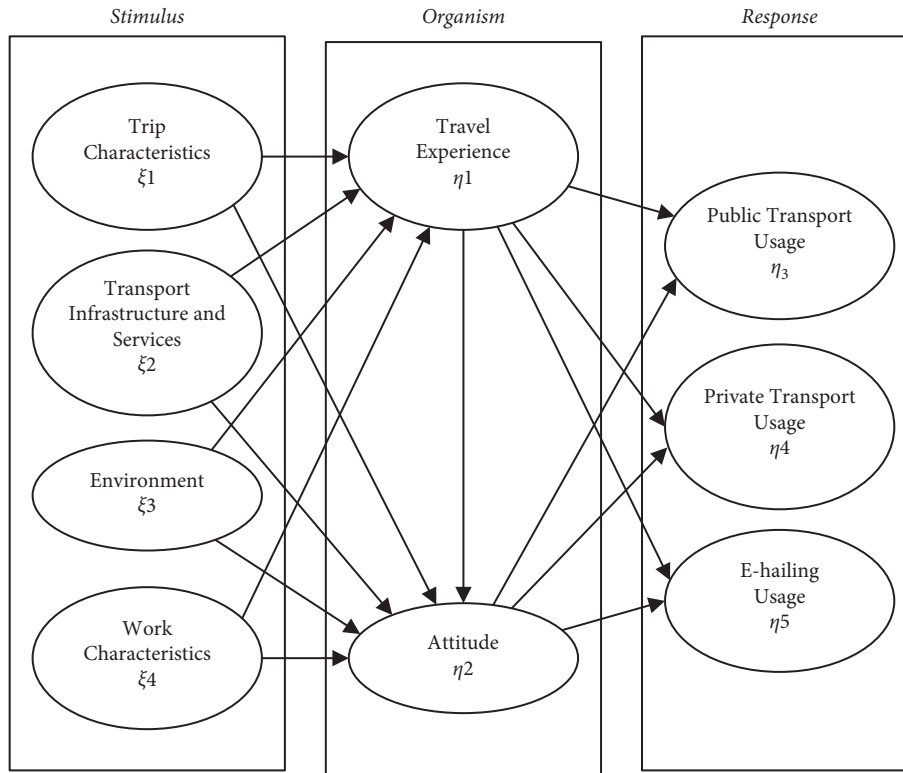 Stimulus
Trip
Characteristics
ξ1
Transport
Infrastructure and
Services
ξ2
Environment
ξ3
Work
Characteristics
ξ4
Organism
Travel
Experience
η1
Attitude
η2
Response
Public Transport
Usage
η₃
Private Transport
Usage
η4
E-hailing
Usage
η5